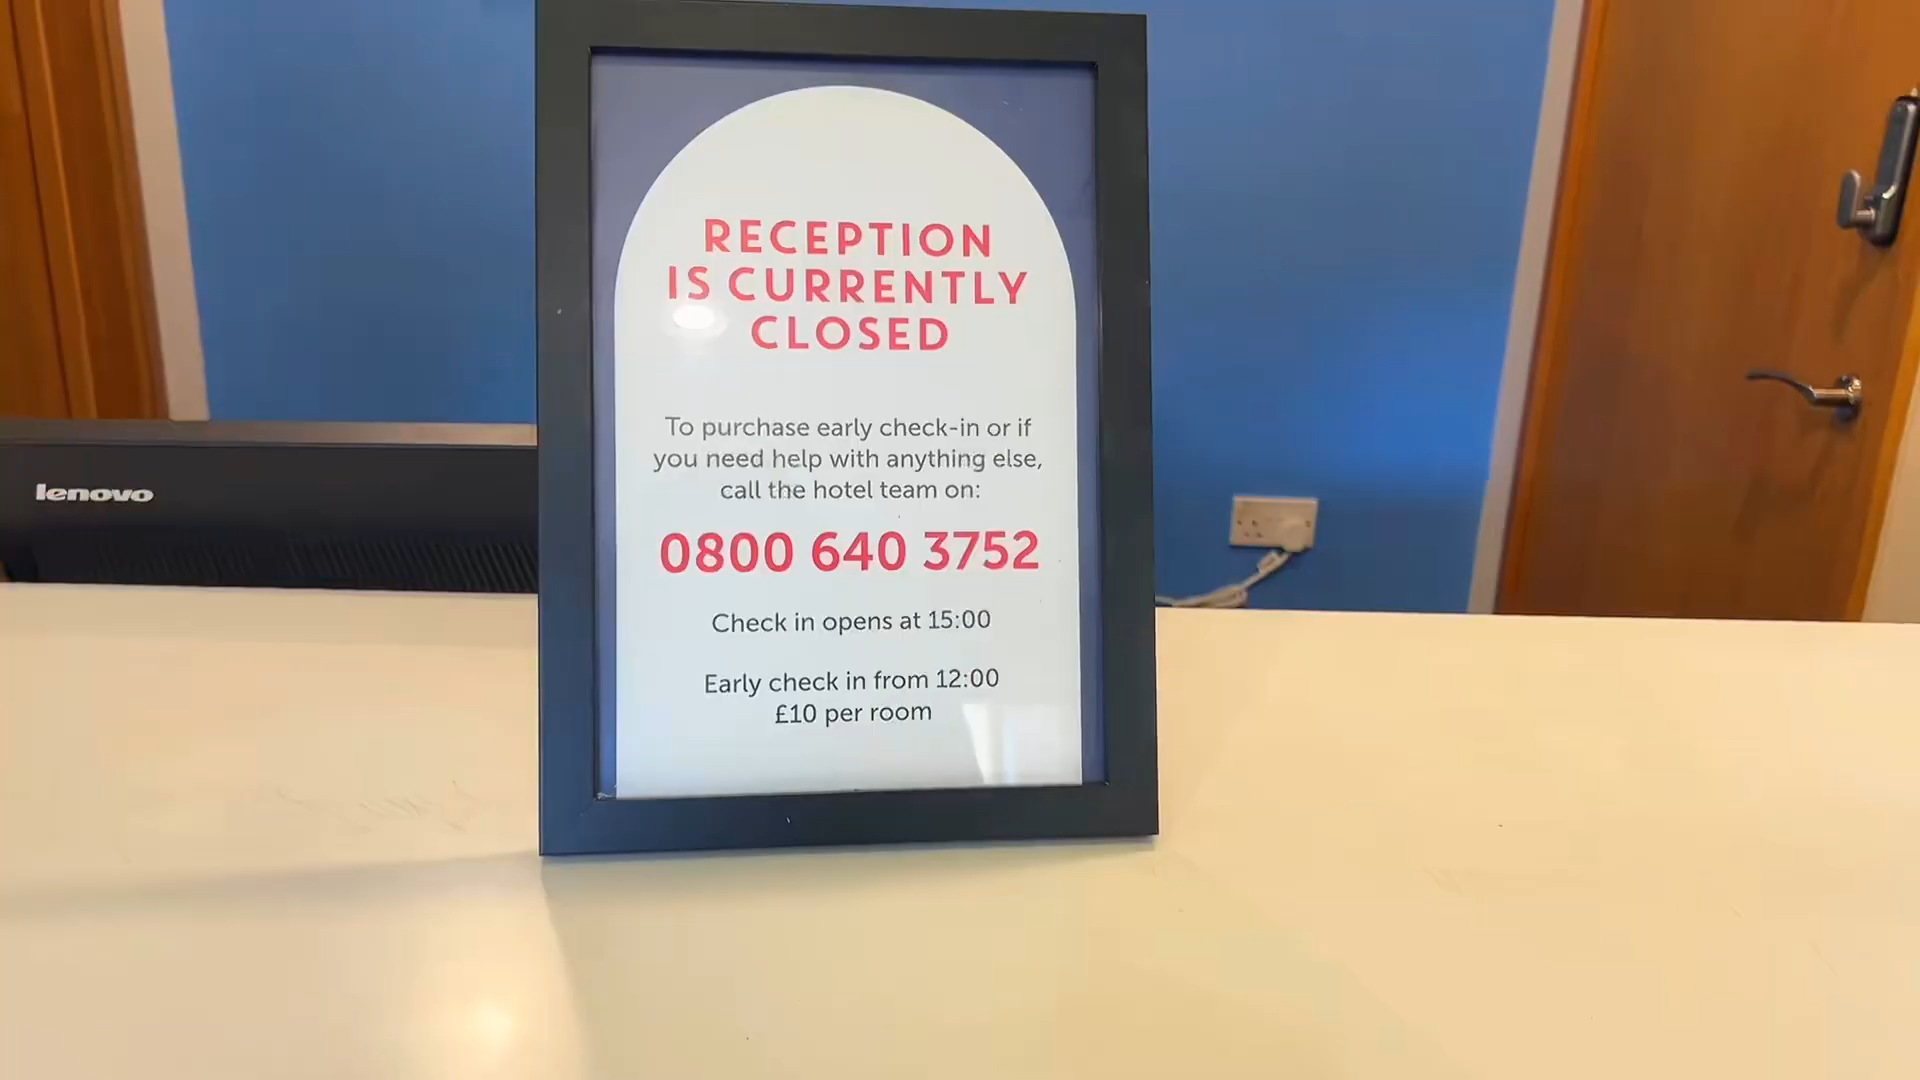 RECEPTION
IS CURRENTLY
CLOSED
To purchase early check-in or if
you need help with anything else,
call the hotel team on:
0800 640 3752
Check in opens at 15:00
Early check in from 12:00
£10 per room
lenovo